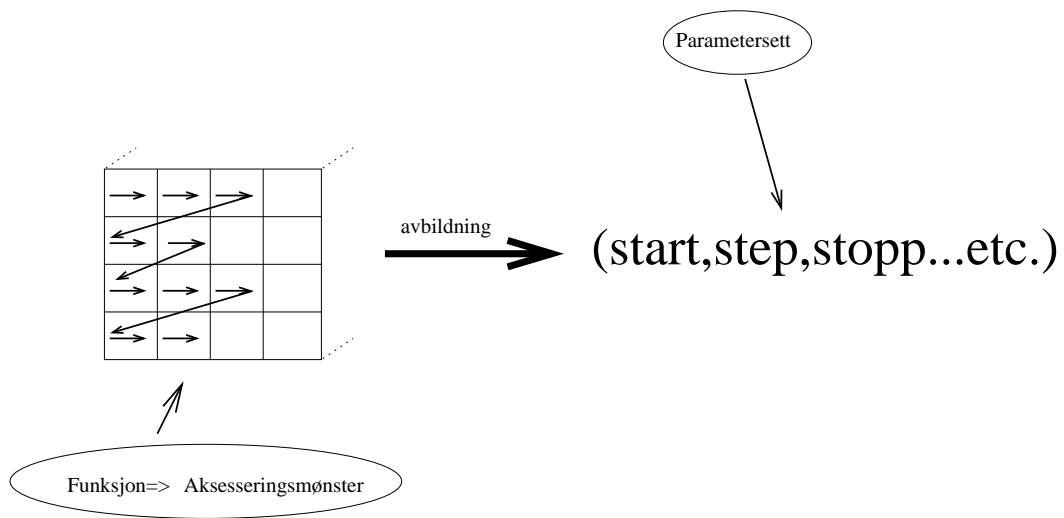 Parametersett
avbildning
(start,step,stopp...etc.)
Funksjon=> Aksesseringsmønster